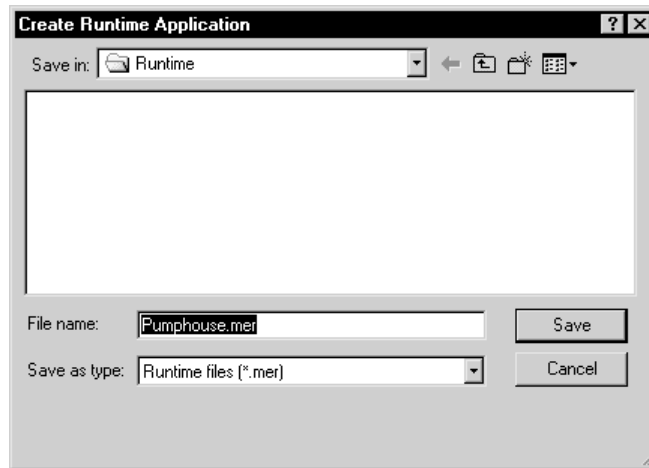 Create Runtime Application
Save in: Runtime
File name: Pumphouse.mer Save
Save as type: Runtime files (*.mer) Cancel